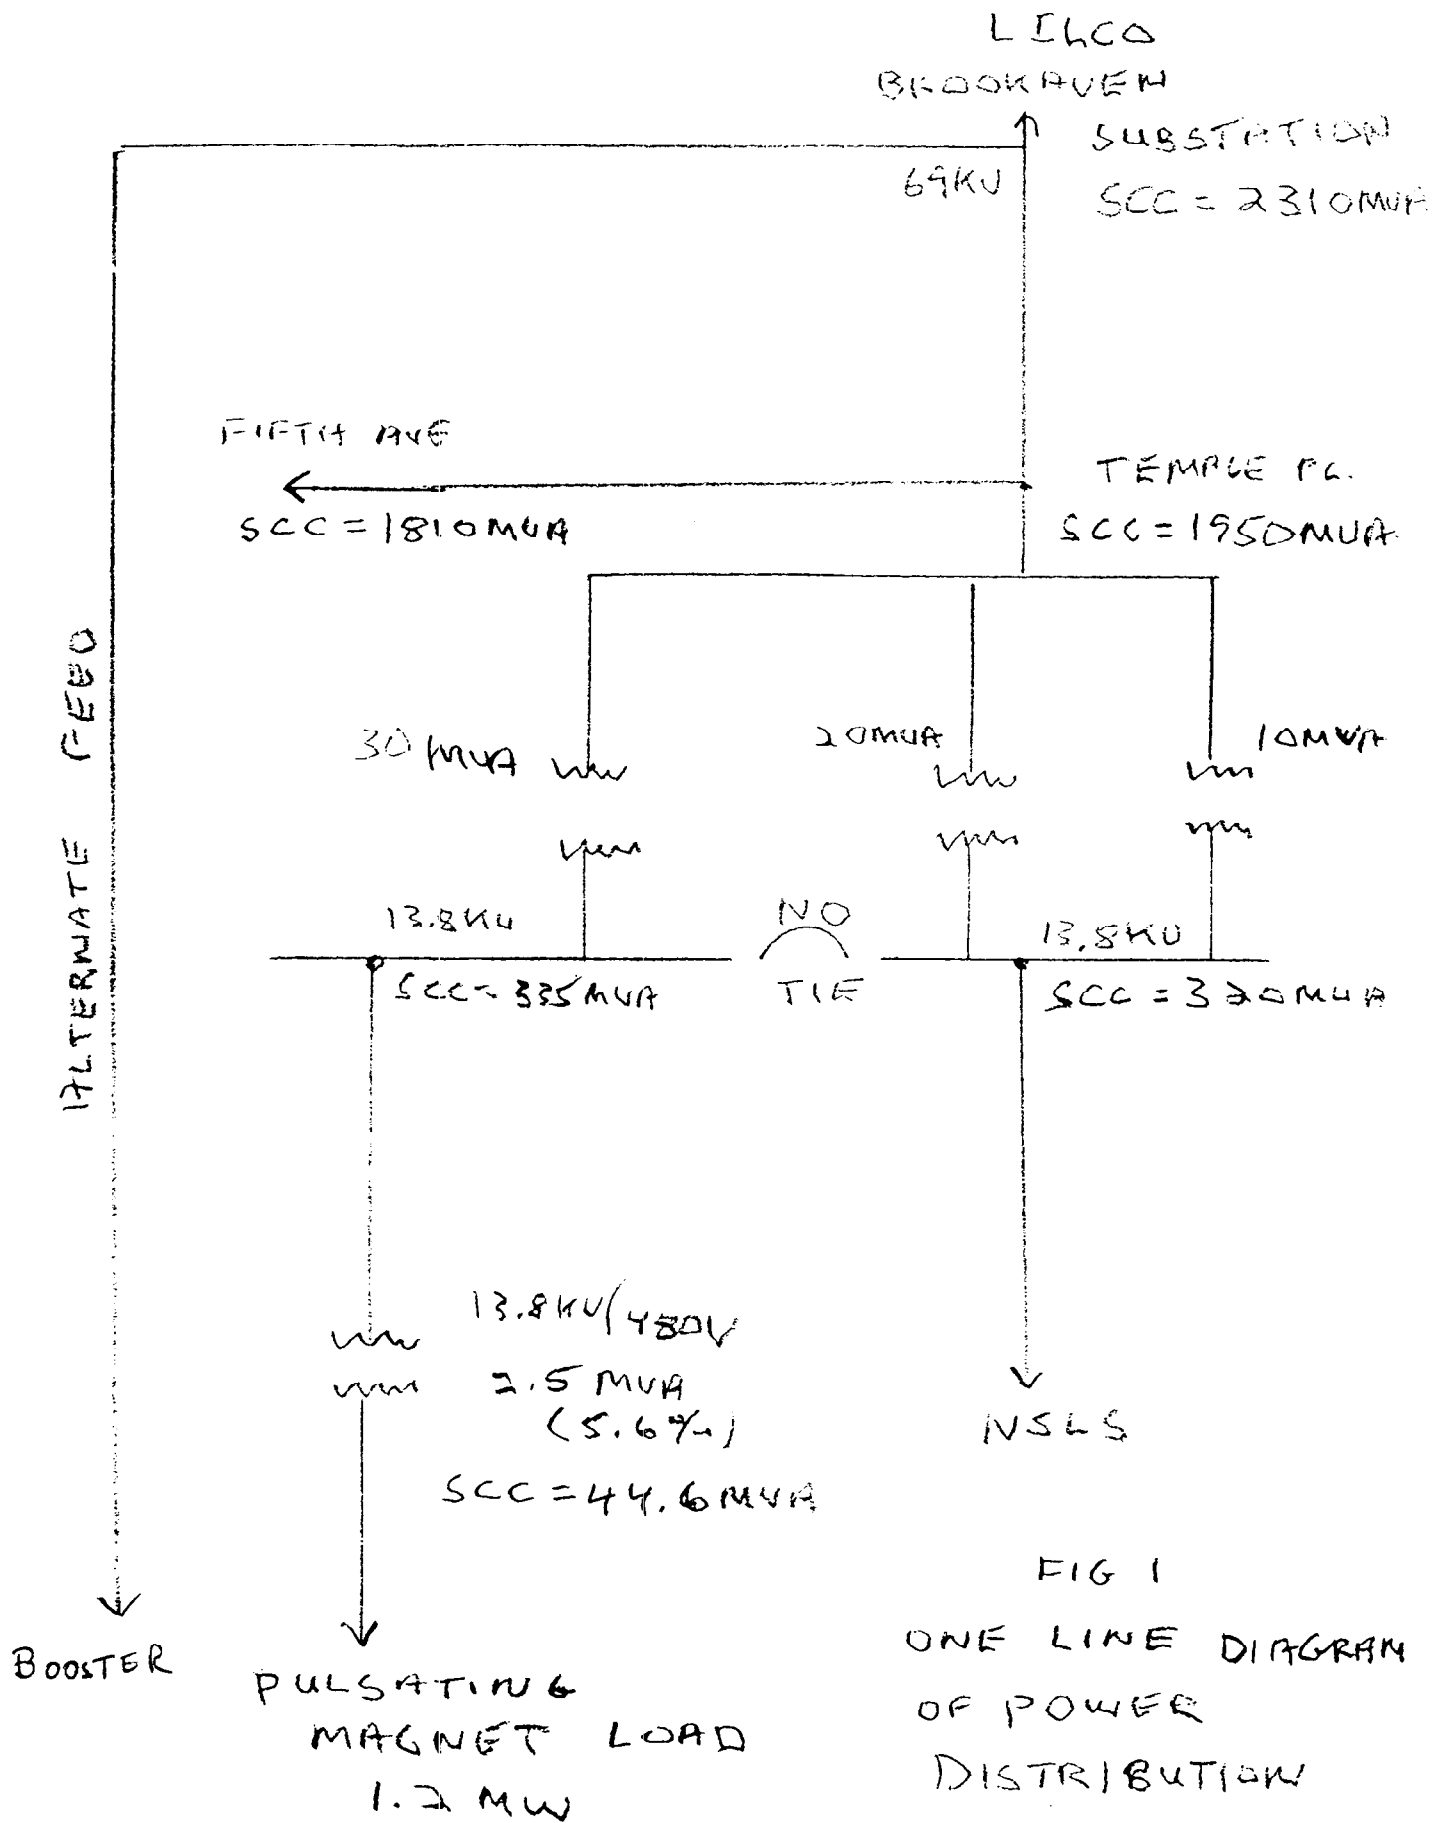 LILCO
BROOKHAVEN
SUBSTATION
69KV
SCC = 2310MVA
FIFTH AVE
SCC = 1810MVA
TEMPLE PL.
SCC = 1950MVA
ALTERNATE FEED
30 MVA
20MVA
10MVA
13.8KV
NO
TIE
13.8KV
SCC = 335MVA
SCC = 320MVA
13.8KV/480V
2.5 MVA
(5.6%)
SCC = 44.6MVA
NSLS
BOOSTER
PULSATING
MAGNET LOAD
1.2 MW
FIG 1
ONE LINE DIAGRAM
OF POWER
DISTRIBUTION